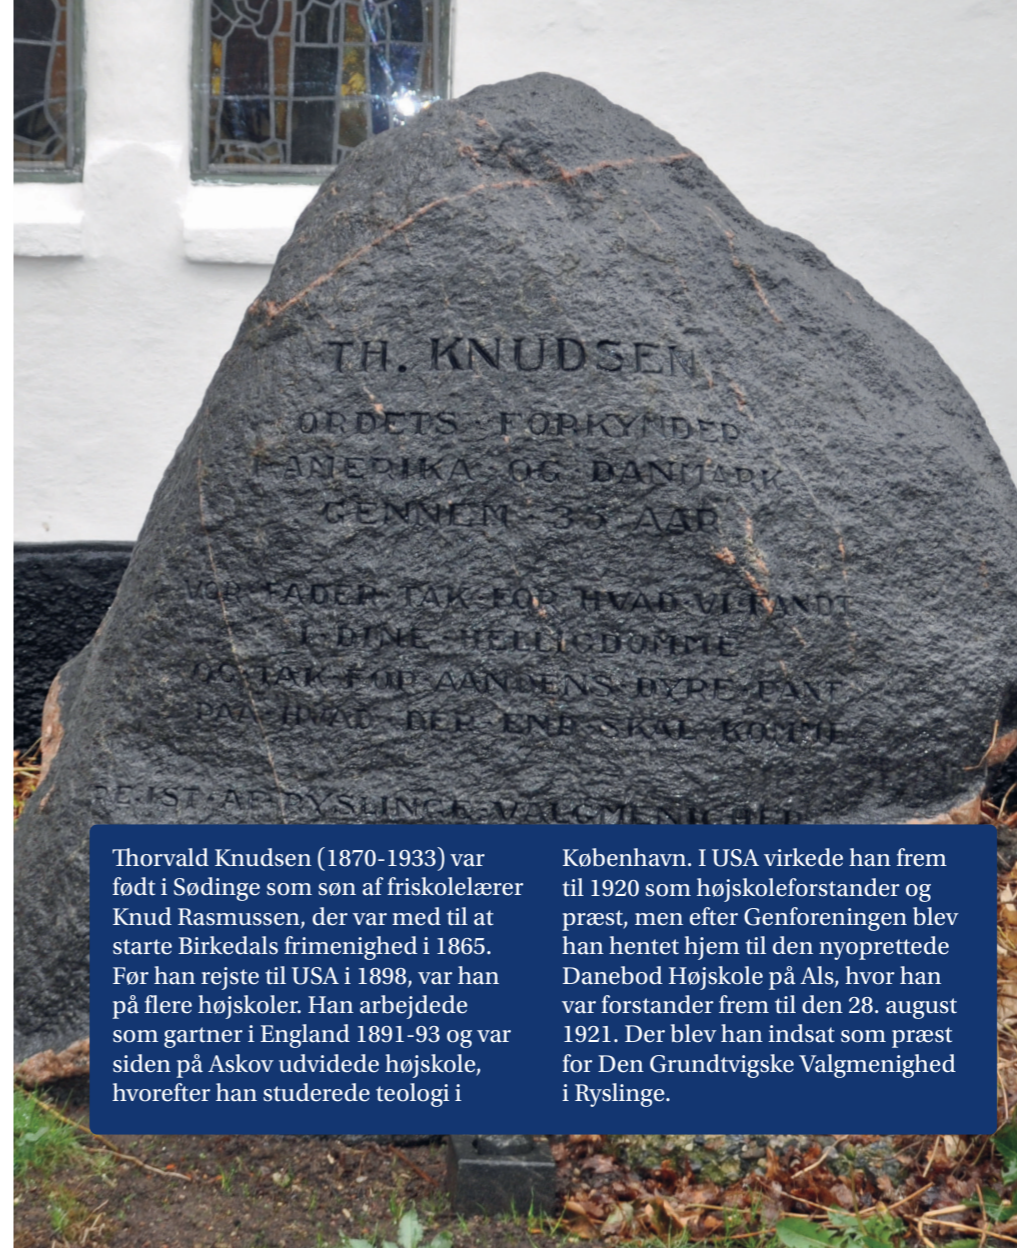 TH. KNUDSEN
ORDETS FORKYNDER
I AMERIKA OG DANMARK
GENNEM 35 AAR
VOR FADER TAK FOR HVAD VI FANDT
I DINE HELLIGDOMME
OG TAK FOR AANDENS DYRE PANT
PAA HVAD DER END SKAL KOMME
REJST AF RYSLINGE VALGMENIGHED
Thorvald Knudsen (1870-1933) var
født i Sødinge som søn af friskolelærer
Knud Rasmussen, der var med til at
starte Birkedals frimenighed i 1865.
Før han rejste til USA i 1898, var han
på flere højskoler. Han arbejdede
som gartner i England 1891-93 og var
siden på Askov udvidede højskole,
hvorefter han studerede teologi i
København. I USA virkede han frem
til 1920 som højskoleforstander og
præst, men efter Genforeningen blev
han hentet hjem til den nyoprettede
Danebod Højskole på Als, hvor han
var forstander frem til den 28. august
1921. Der blev han indsat som præst
for Den Grundtvigske Valgmenighed
i Ryslinge.